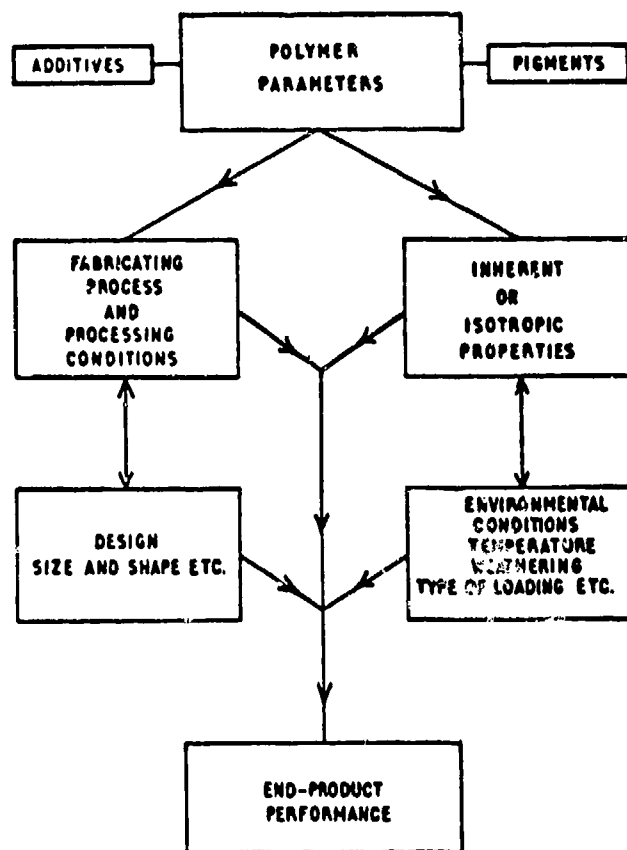 ADDITIVES
POLYMER
PARAMETERS
PIGMENTS
FABRICATING
PROCESS
AND
PROCESSING
CONDITIONS
INHERENT
OR
ISOTROPIC
PROPERTIES
DESIGN
SIZE AND SHAPE ETC.
ENVIRONMENTAL
CONDITIONS
TEMPERATURE
WEATHERING
TYPE OF LOADING ETC.
END-PRODUCT
PERFORMANCE